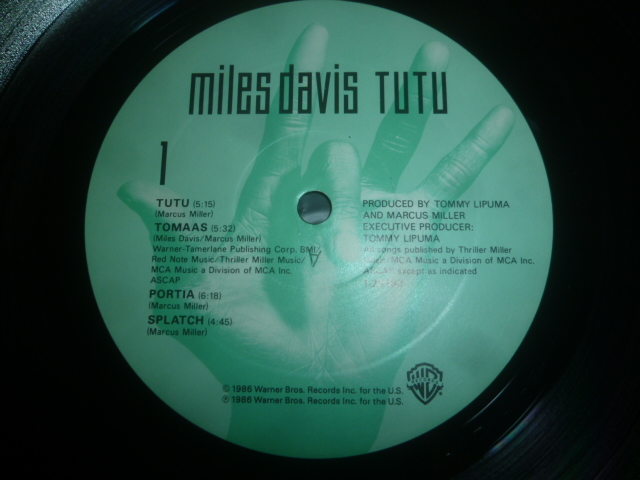 miles davis TUTU
1
TUTU (5:15)
(Marcus Miller)
TOMAAS (5:32)
(Miles Davis/Marcus Miller)
Warner-Tamerlane Publishing Corp. BMI/
Red Note Music/Thriller Miller Music/
MCA Music a Division of MCA Inc.
ASCAP
PORTIA (6:18)
(Marcus Miller)
SPLATCH (4:45)
(Marcus Miller)
PRODUCED BY TOMMY LIPUMA
AND MARCUS MILLER
EXECUTIVE PRODUCER:
TOMMY LIPUMA
All songs published by Thriller Miller
Music/MCA Music a Division of MCA Inc.
ASCAP except as indicated
© 1986 Warner Bros. Records Inc. for the U.S.
℗ 1986 Warner Bros. Records Inc. for the U.S.